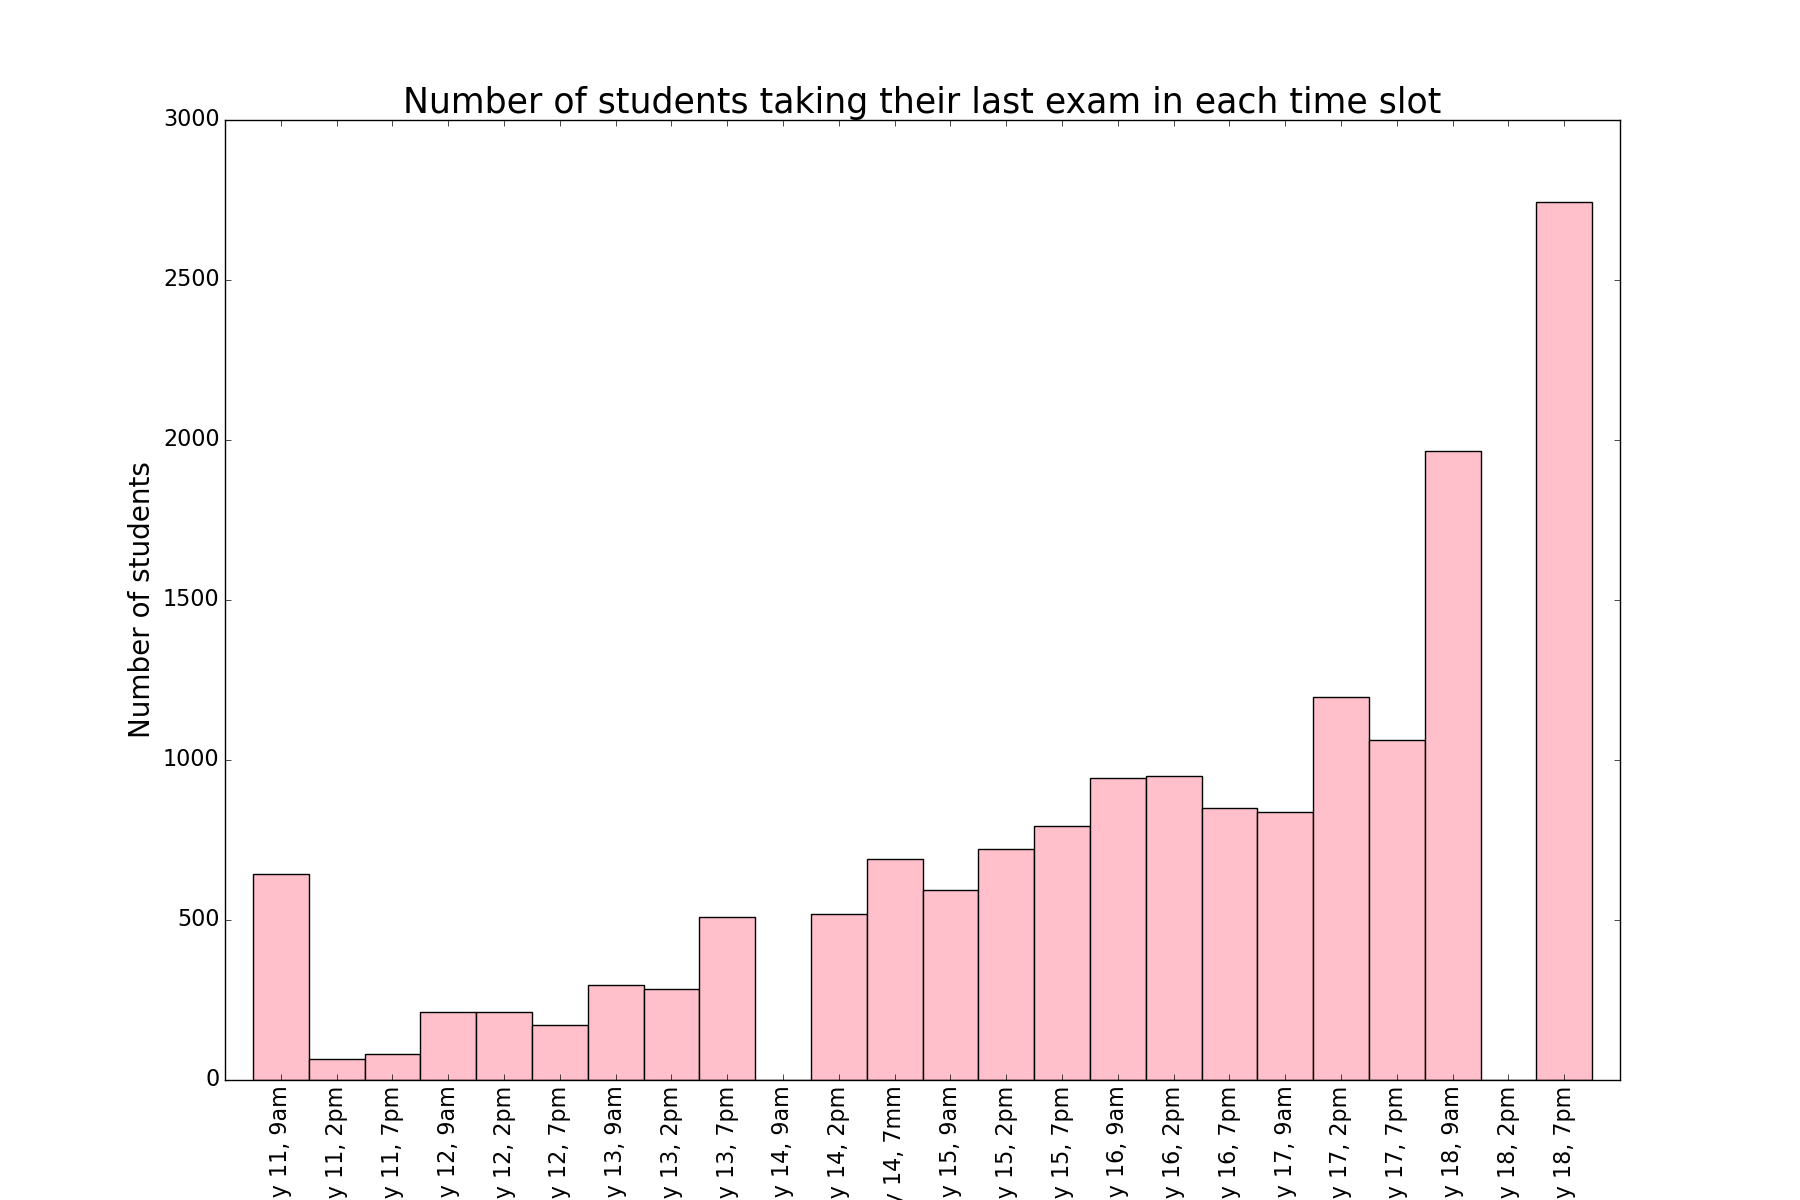 Number of students taking their last exam in each time slot
3000
2500
2000
1500
1000
500
0
Number of students
y 11, 9am
y 11, 2pm
y 11, 7pm
y 12, 9am
y 12, 2pm
y 12, 7pm
y 13, 9am
y 13, 2pm
y 13, 7pm
y 14, 9am
y 14, 2pm
y 14, 7mm
y 15, 9am
y 15, 2pm
y 15, 7pm
y 16, 9am
y 16, 2pm
y 16, 7pm
y 17, 9am
y 17, 2pm
y 17, 7pm
y 18, 9am
y 18, 2pm
y 18, 7pm